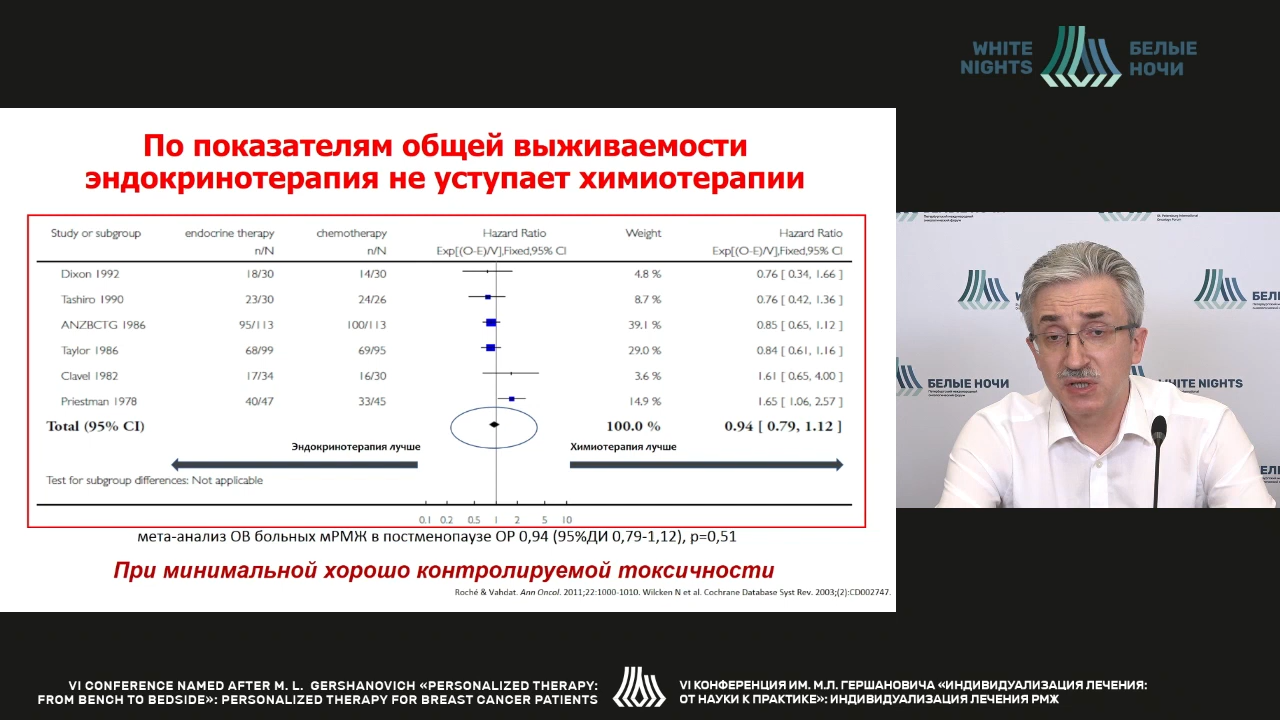 WHITE
NIGHTS
БЕЛЫЕ
НОЧИ
По показателям общей выживаемости
эндокринотерапия не уступает химиотерапии
Study or subgroup endocrine therapy chemotherapy Hazard Ratio Weight Hazard Ratio
n/N n/N Exp[(O-E)/V],Fixed,95% CI Exp[(O-E)/V],Fixed,95% CI
Dixon 1992 18/30 14/30 4.8 % 0.76 [ 0.34, 1.66 ]
Tashiro 1990 23/30 24/26 8.7 % 0.76 [ 0.42, 1.36 ]
ANZBCTG 1986 95/113 100/113 39.1 % 0.85 [ 0.65, 1.12 ]
Taylor 1986 68/99 69/95 29.0 % 0.84 [ 0.61, 1.16 ]
Clavel 1982 17/34 16/30 3.6 % 1.61 [ 0.65, 4.00 ]
Priestman 1978 40/47 33/45 14.9 % 1.65 [ 1.06, 2.57 ]
Total (95% CI) 100.0 % 0.94 [ 0.79, 1.12 ]
Эндокринотерапия лучше Химиотерапия лучше
Test for subgroup differences: Not applicable
0.1 0.2 0.5 1 2 5 10
мета-анализ ОВ больных мРМЖ в постменопаузе ОР 0,94 (95%ДИ 0,79-1,12), p=0,51
При минимальной хорошо контролируемой токсичности
Roché & Vahdat. Ann Oncol. 2011;22:1000-1010. Wilcken N et al. Cochrane Database Syst Rev. 2003;(2):CD002747.
БЕЛЫЕ НОЧИ
WHITE NIGHTS
VI CONFERENCE NAMED AFTER M. L. GERSHANOVICH «PERSONALIZED THERAPY:
FROM BENCH TO BEDSIDE»: PERSONALIZED THERAPY FOR BREAST CANCER PATIENTS
VI КОНФЕРЕНЦИЯ ИМ. М.Л. ГЕРШАНОВИЧА «ИНДИВИДУАЛИЗАЦИЯ ЛЕЧЕНИЯ:
ОТ НАУКИ К ПРАКТИКЕ»: ИНДИВИДУАЛИЗАЦИЯ ЛЕЧЕНИЯ РМЖ